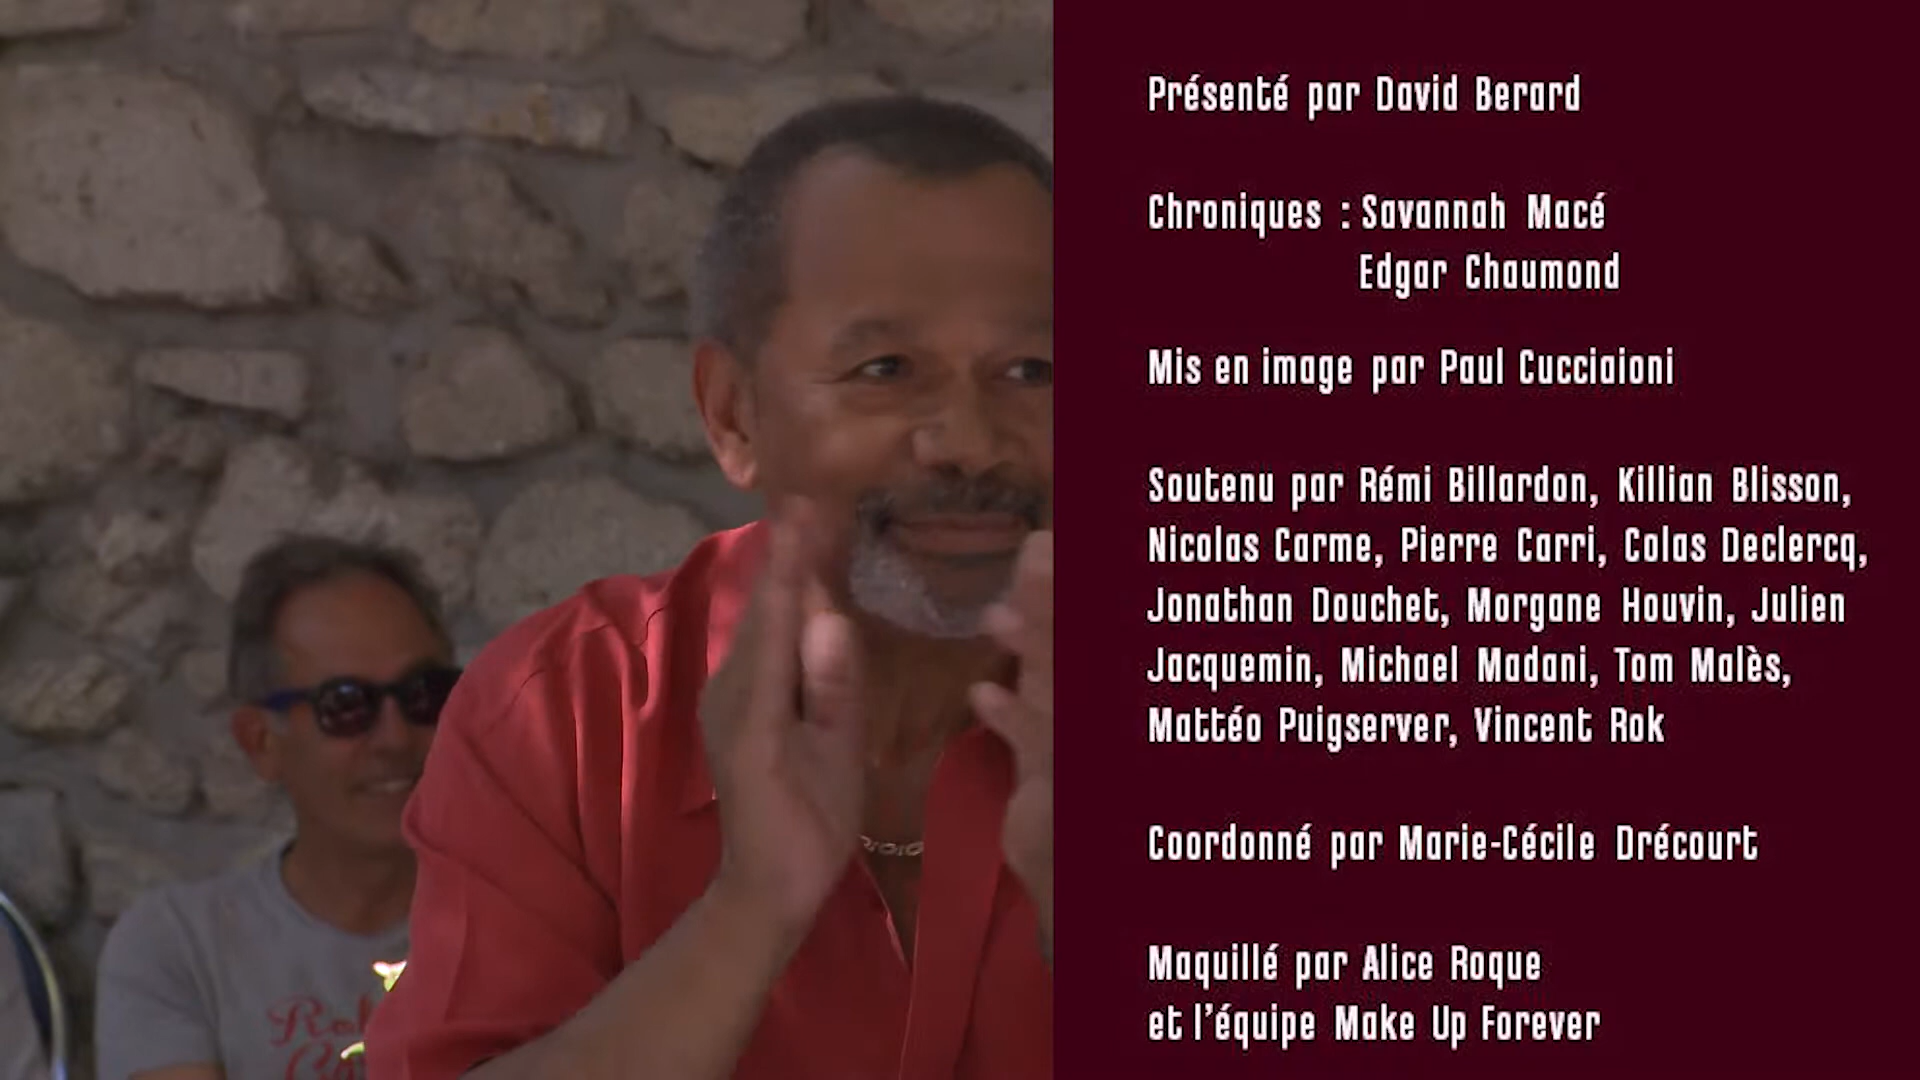 Présenté par David Berard
Chroniques : Savannah Macé
Edgar Chaumond
Mis en image par Paul Cucciaioni
Soutenu par Rémi Billardon, Killian Blisson,
Nicolas Carme, Pierre Carri, Colas Declercq,
Jonathan Douchet, Morgane Houvin, Julien
Jacquemin, Michael Madani, Tom Malès,
Mattéo Puigserver, Vincent Rok
Coordonné par Marie-Cécile Drécourt
Maquillé par Alice Roque
et l'équipe Make Up Forever